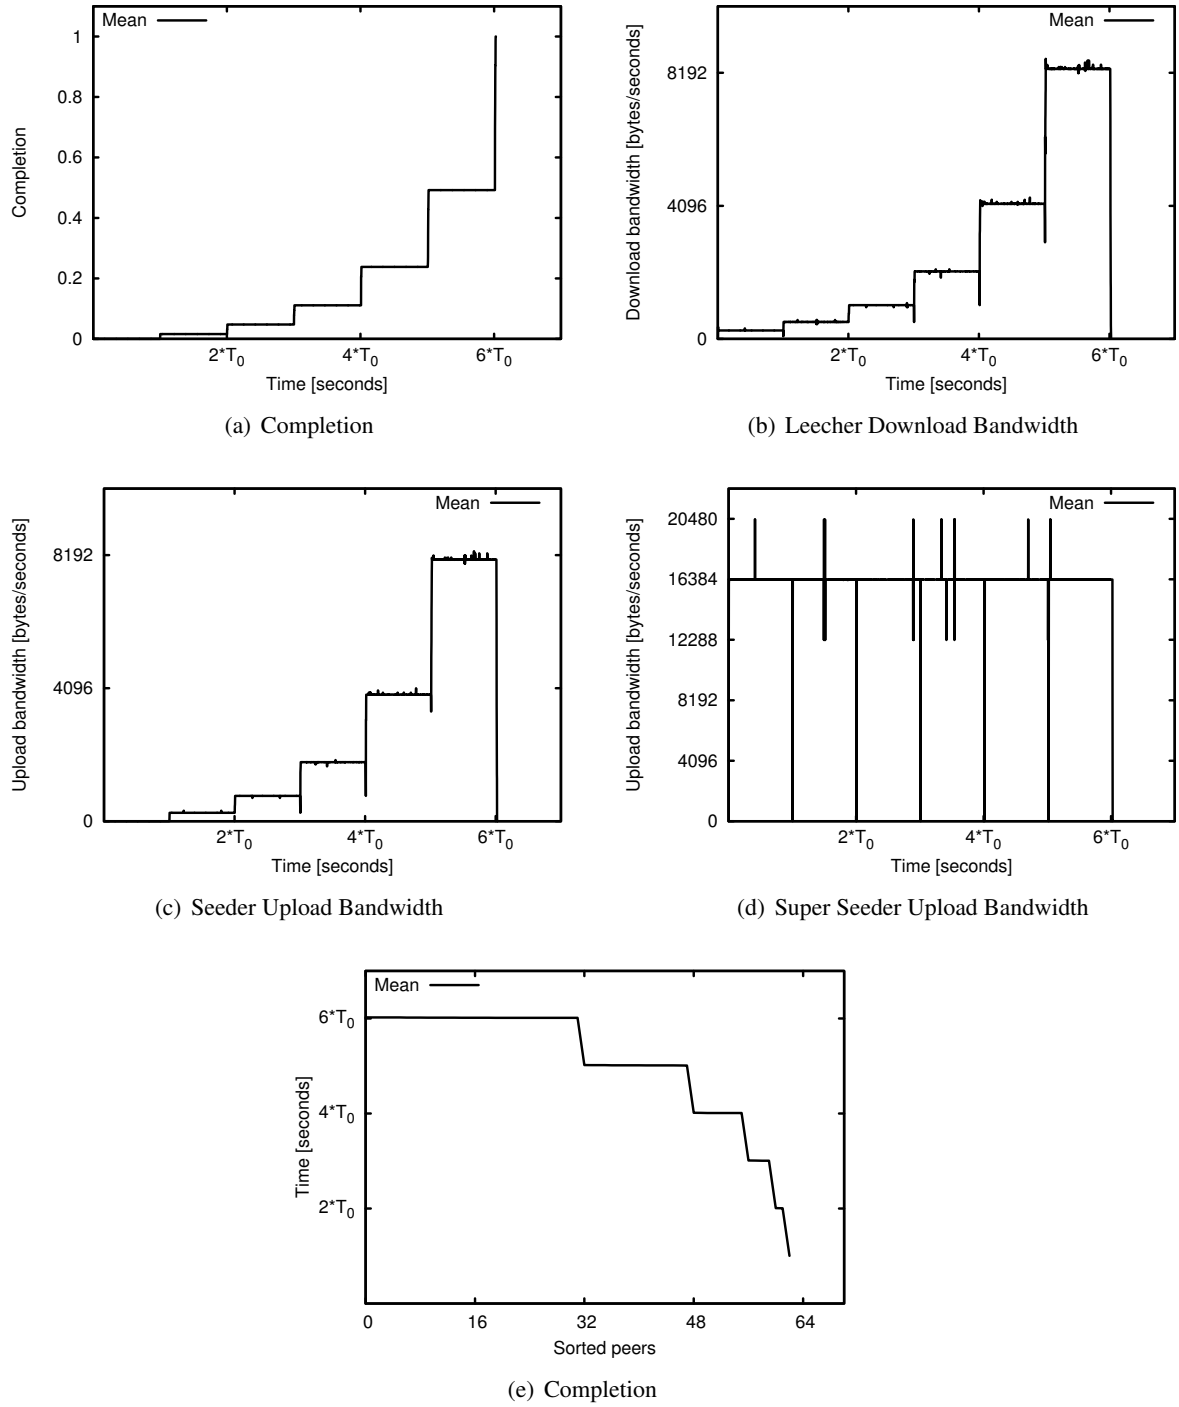 Mean
1
0.8
0.6
0.4
0.2
0
Completion
2*T0 4*T0 6*T0
Time [seconds]
(a) Completion
Mean
8192
4096
0
Download bandwidth [bytes/seconds]
2*T0 4*T0 6*T0
Time [seconds]
(b) Leecher Download Bandwidth
Mean
8192
4096
0
Upload bandwidth [bytes/seconds]
2*T0 4*T0 6*T0
Time [seconds]
(c) Seeder Upload Bandwidth
Mean
20480
16384
12288
8192
4096
0
Upload bandwidth [bytes/seconds]
2*T0 4*T0 6*T0
Time [seconds]
(d) Super Seeder Upload Bandwidth
Mean
6*T0
4*T0
2*T0
Time [seconds]
0 16 32 48 64
Sorted peers
(e) Completion